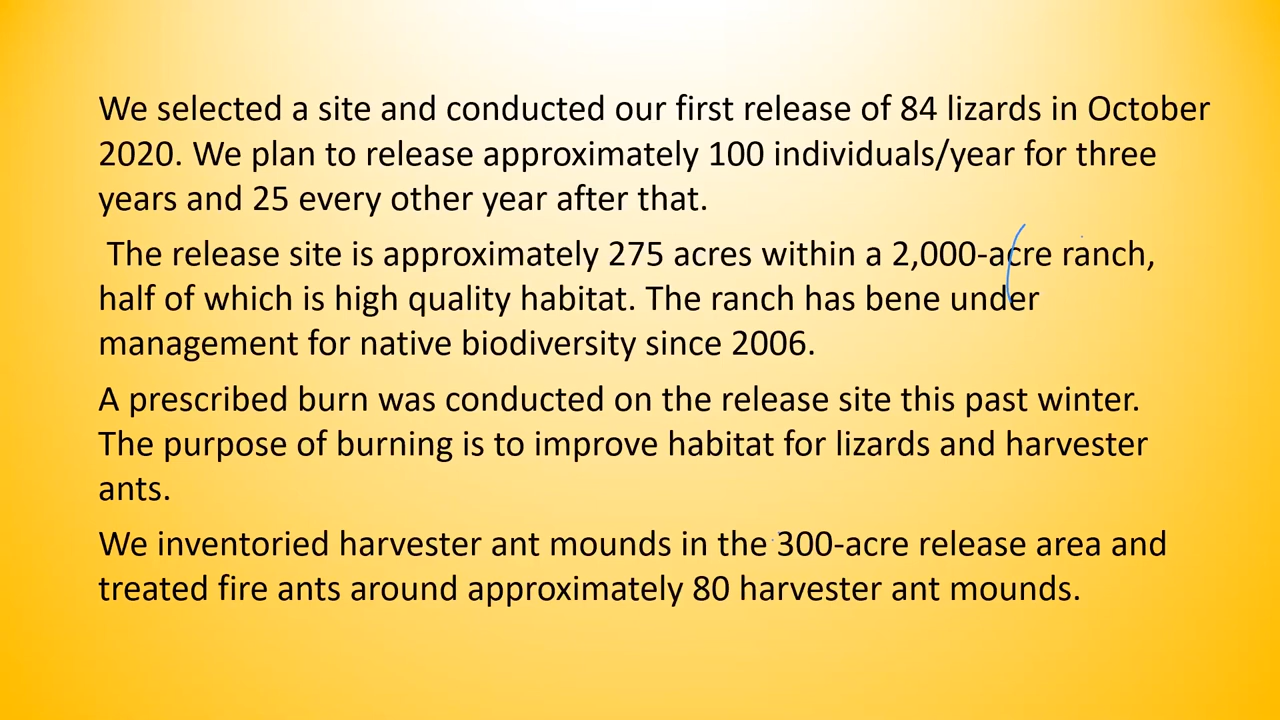 We selected a site and conducted our first release of 84 lizards in October
2020. We plan to release approximately 100 individuals/year for three
years and 25 every other year after that.
The release site is approximately 275 acres within a 2,000-acre ranch,
half of which is high quality habitat. The ranch has bene under
management for native biodiversity since 2006.
A prescribed burn was conducted on the release site this past winter.
The purpose of burning is to improve habitat for lizards and harvester
ants.
We inventoried harvester ant mounds in the 300-acre release area and
treated fire ants around approximately 80 harvester ant mounds.